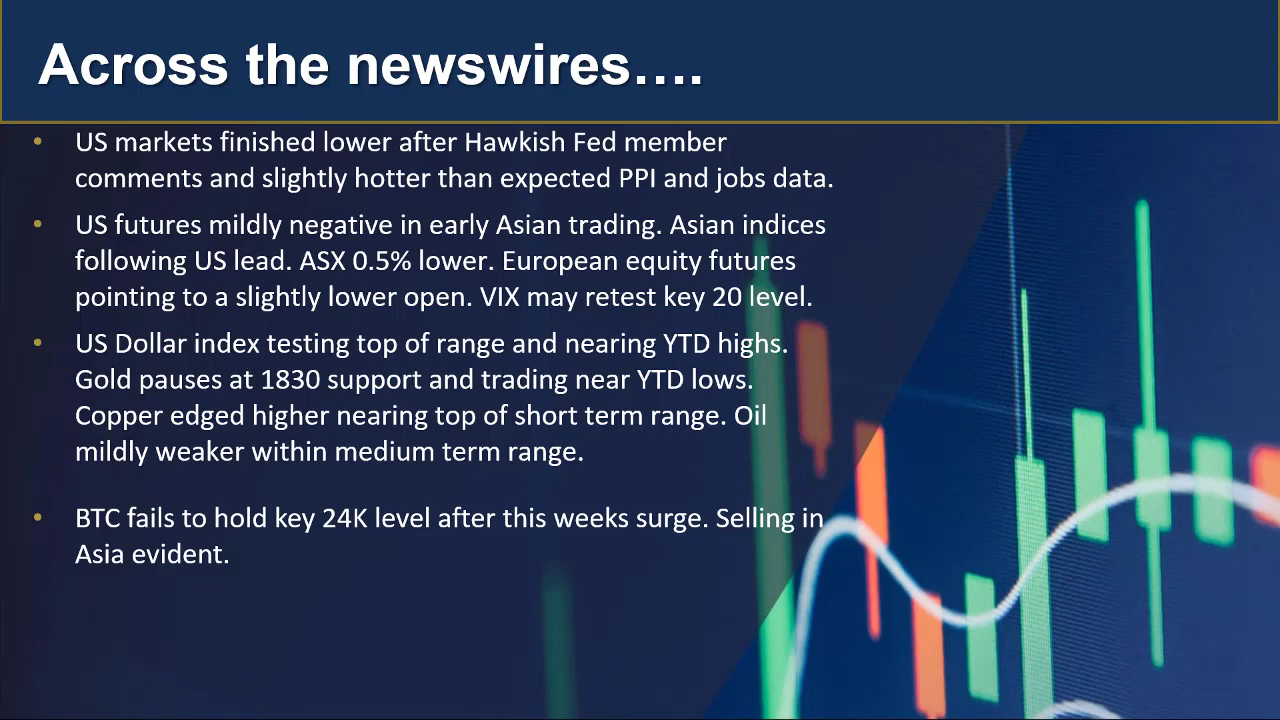 Across the newswires….
• US markets finished lower after Hawkish Fed member
comments and slightly hotter than expected PPI and jobs data.
• US futures mildly negative in early Asian trading. Asian indices
following US lead. ASX 0.5% lower. European equity futures
pointing to a slightly lower open. VIX may retest key 20 level.
• US Dollar index testing top of range and nearing YTD highs.
Gold pauses at 1830 support and trading near YTD lows.
Copper edged higher nearing top of short term range. Oil
mildly weaker within medium term range.
• BTC fails to hold key 24K level after this weeks surge. Selling in
Asia evident.